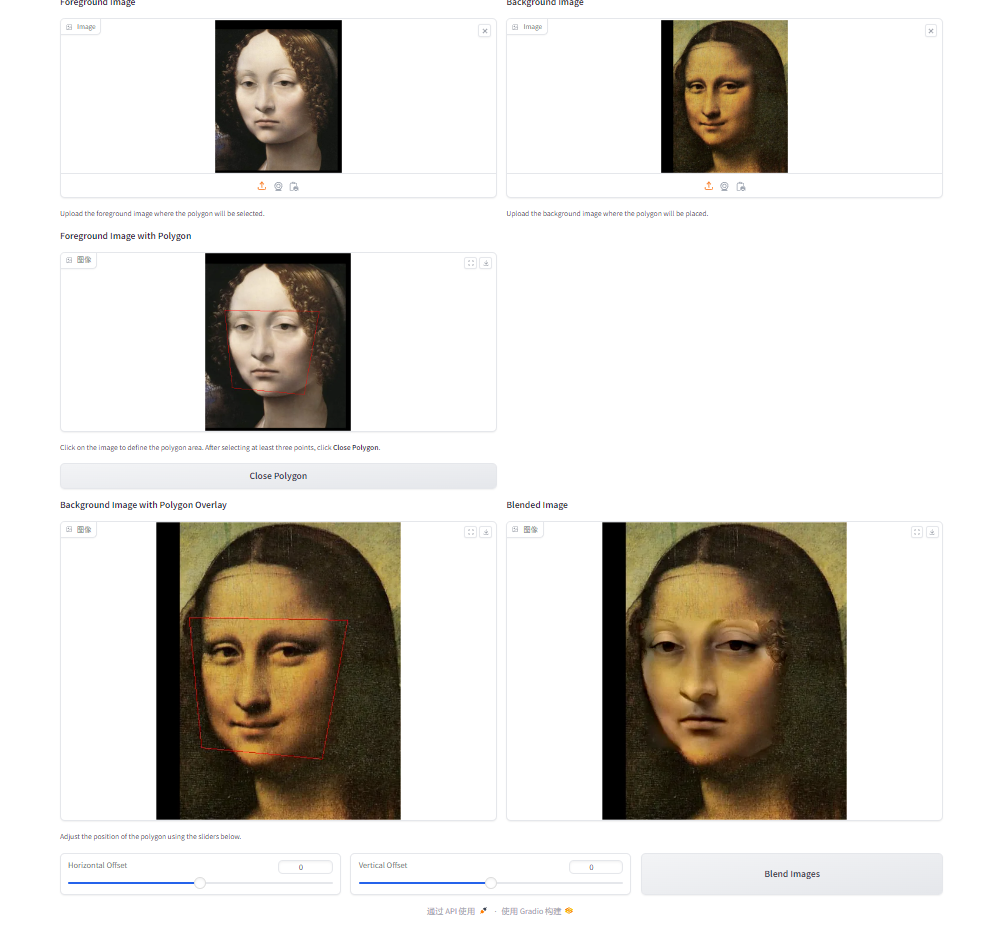 Foreground Image
Background Image
Image
Image
Upload the foreground image where the polygon will be selected.
Upload the background image where the polygon will be placed.
Foreground Image with Polygon
图像
Click on the image to define the polygon area. After selecting at least three points, click Close Polygon.
Close Polygon
Background Image with Polygon Overlay
Blended Image
图像
图像
Adjust the position of the polygon using the sliders below.
Horizontal Offset
0
Vertical Offset
0
Blend Images
通过 API 使用 · 使用 Gradio 构建